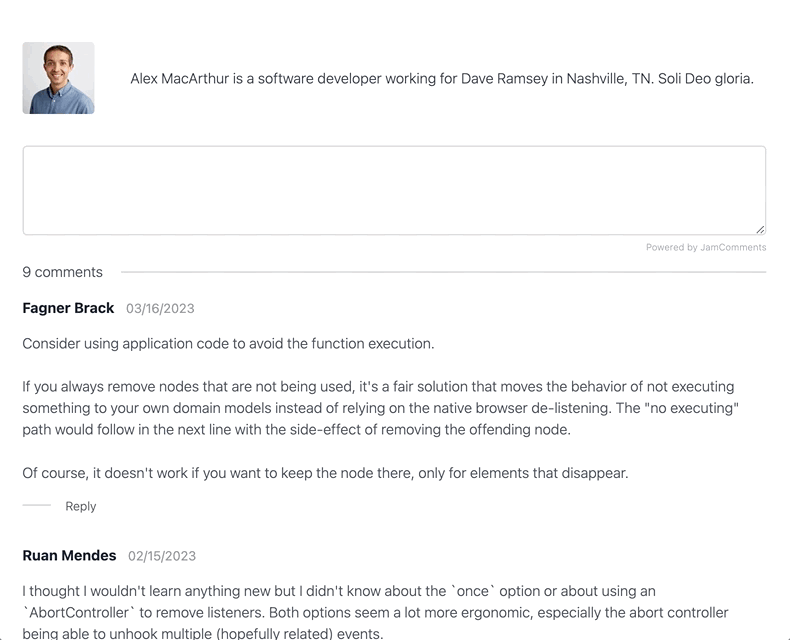 Alex MacArthur is a software developer working for Dave Ramsey in Nashville, TN. Soli Deo gloria.
Powered by JamComments
9 comments
Fagner Brack 03/16/2023
Consider using application code to avoid the function execution.
If you always remove nodes that are not being used, it's a fair solution that moves the behavior of not executing
something to your own domain models instead of relying on the native browser de-listening. The "no executing"
path would follow in the next line with the side-effect of removing the offending node.
Of course, it doesn't work if you want to keep the node there, only for elements that disappear.
Reply
Ruan Mendes 02/15/2023
I thought I wouldn't learn anything new but I didn't know about the `once` option or about using an
`AbortController` to remove listeners. Both options seem a lot more ergonomic, especially the abort controller
being able to unhook multiple (hopefully related) events.